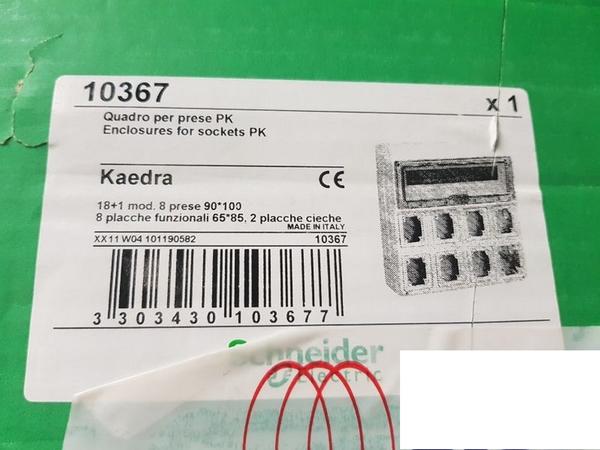 10367
x 1
Quadro per prese PK
Enclosures for sockets PK
Kaedra
CE
18+1 mod. 8 prese 90*100
8 placche funzionali 65*85, 2 placche cieche
MADE IN ITALY
XX11 W04 101190582
10367
3 303430 103677
Schneider
Electric